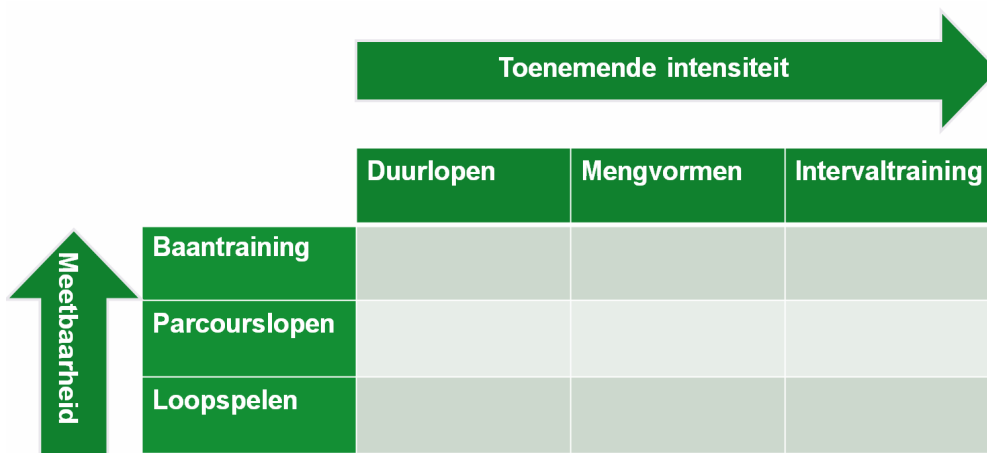 Toenemende intensiteit
Duurlopen Mengvormen Intervaltraining
Meetbaarheid
Baantraining
Parcourslopen
Loopspelen